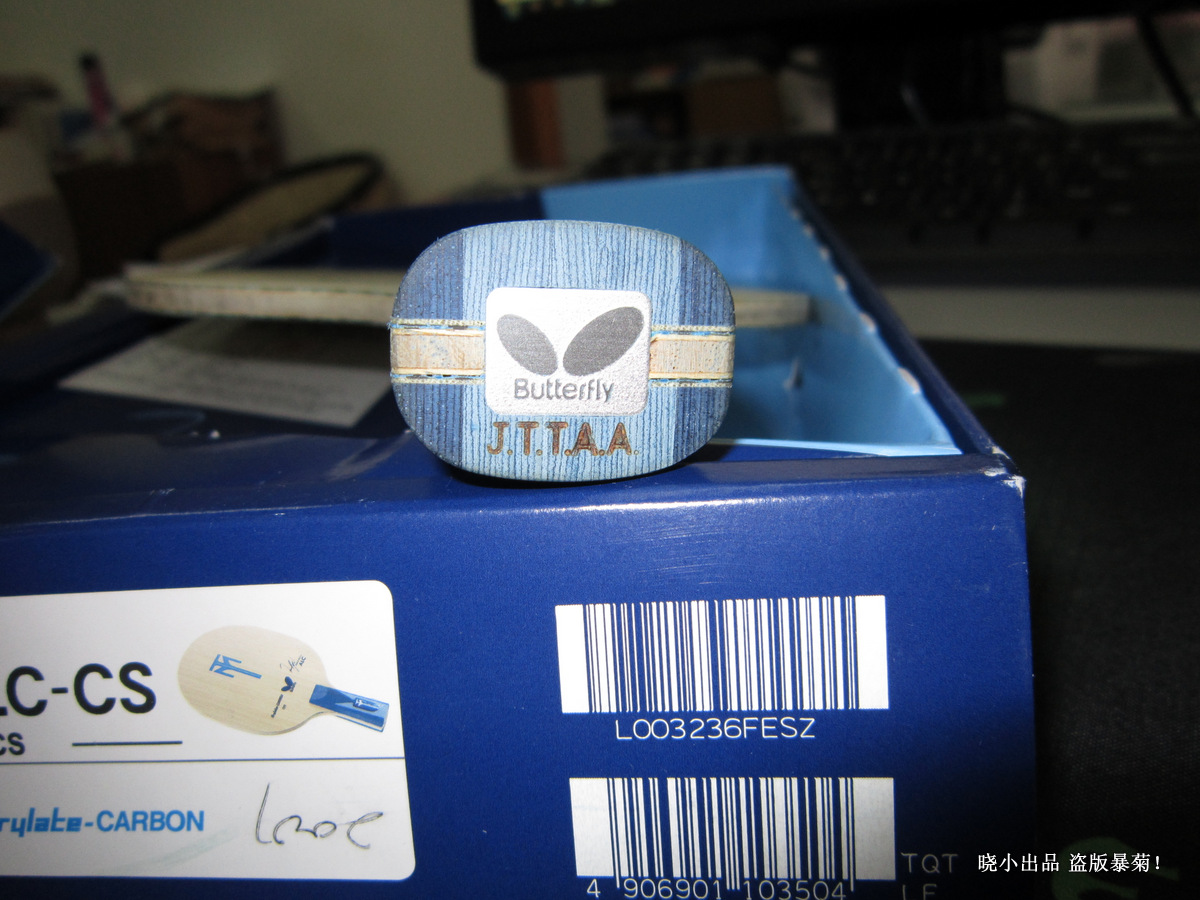 Butterfly
J.T.T.A.A.
LC-CS
CS
rylate-CARBON
L003236FESZ
4 906901 103504
TQT
LF
晓小出品 盗版暴菊!